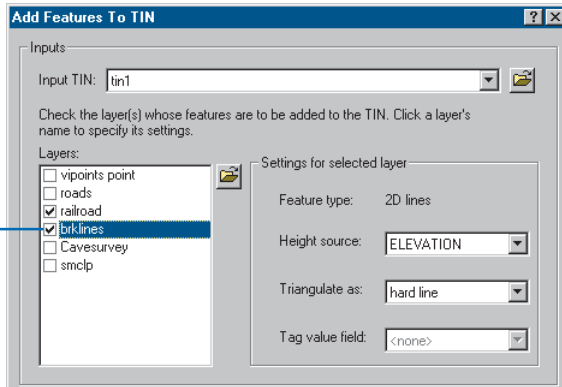 Add Features To TIN
Inputs
Input TIN: tin1
Check the layer(s) whose features are to be added to the TIN. Click a layer's
name to specify its settings.
Layers:
vipoints point
roads
railroad
brklines
Cavesurvey
smclp
Settings for selected layer
Feature type: 2D lines
Height source: ELEVATION
Triangulate as: hard line
Tag value field: <none>